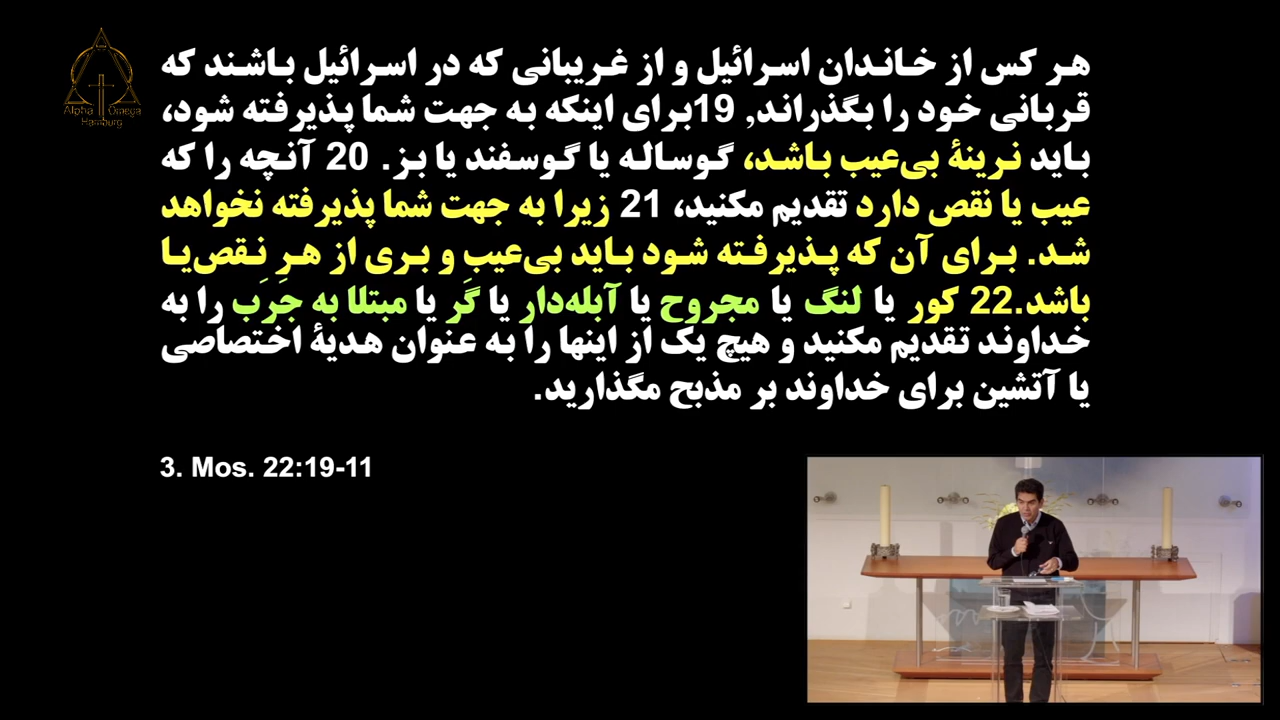 Alpha Omega
Hamburg
هر کس از خاندان اسرائیل و از غریبانی که در اسرائیل باشند که
قربانی خود را بگذراند, 19برای اینکه به جهت شما پذیرفته شود،
باید نرینهٔ بی‌عیب باشد، گوساله یا گوسفند یا بز. 20 آنچه را که
عیب یا نقص دارد تقدیم مکنید، 21 زیرا به جهت شما پذیرفته نخواهد
شد. برای آن که پذیرفته شود باید بی‌عیب و بری از هر نقص‌یا
باشد.22 کور یا لنگ یا مجروح یا آبله‌دار یا گَر یا مبتلا به جَرَب را به
خداوند تقدیم مکنید و هیچ یک از اینها را به عنوان هدیهٔ اختصاصی
یا آتشین برای خداوند بر مذبح مگذارید.
3. Mos. 22:19-11